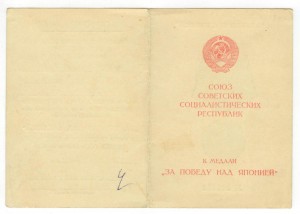 СОЮЗ
СОВЕТСКИХ
СОЦИАЛИСТИЧЕСКИХ
РЕСПУБЛИК
К МЕДАЛИ
„ЗА ПОБЕДУ НАД ЯПОНИЕЙ“